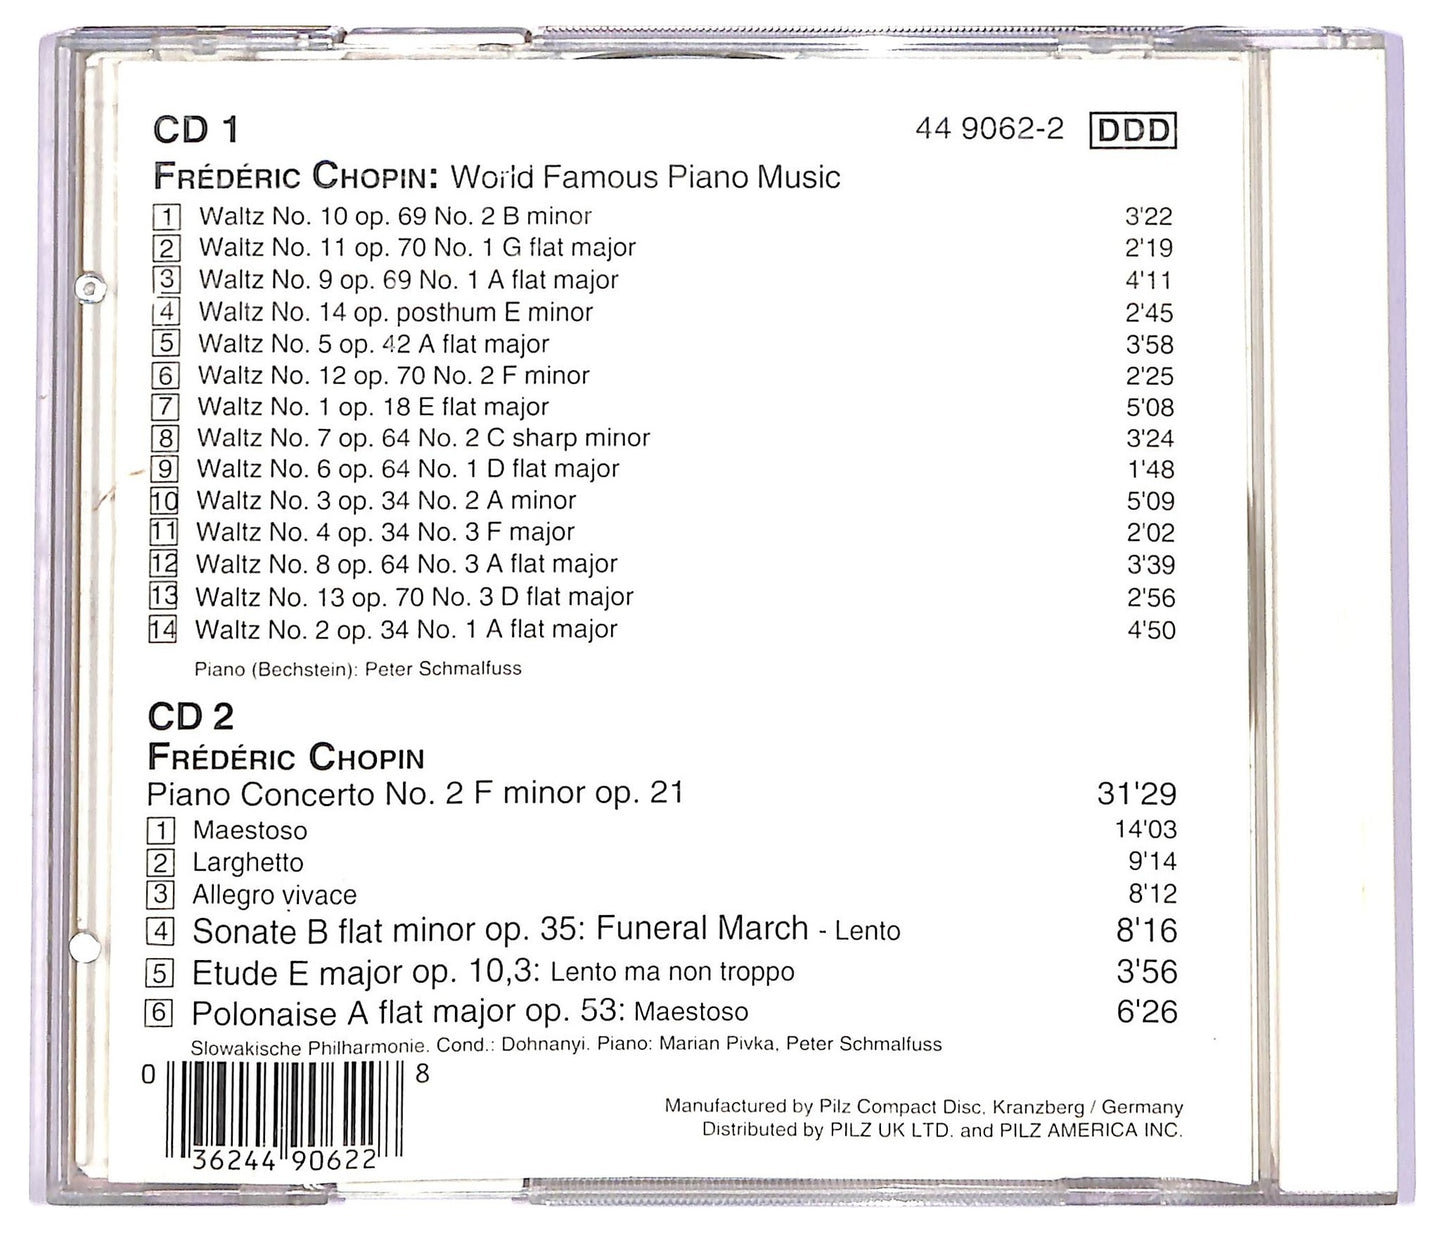 CD 1 44 9062-2 DDD
FRÉDÉRIC CHOPIN: World Famous Piano Music
1 Waltz No. 10 op. 69 No. 2 B minor 3'22
2 Waltz No. 11 op. 70 No. 1 G flat major 2'19
3 Waltz No. 9 op. 69 No. 1 A flat major 4'11
4 Waltz No. 14 op. posthum E minor 2'45
5 Waltz No. 5 op. 42 A flat major 3'58
6 Waltz No. 12 op. 70 No. 2 F minor 2'25
7 Waltz No. 1 op. 18 E flat major 5'08
8 Waltz No. 7 op. 64 No. 2 C sharp minor 3'24
9 Waltz No. 6 op. 64 No. 1 D flat major 1'48
10 Waltz No. 3 op. 34 No. 2 A minor 5'09
11 Waltz No. 4 op. 34 No. 3 F major 2'02
12 Waltz No. 8 op. 64 No. 3 A flat major 3'39
13 Waltz No. 13 op. 70 No. 3 D flat major 2'56
14 Waltz No. 2 op. 34 No. 1 A flat major 4'50
Piano (Bechstein): Peter Schmalfuss
CD 2
FRÉDÉRIC CHOPIN
Piano Concerto No. 2 F minor op. 21 31'29
1 Maestoso 14'03
2 Larghetto 9'14
3 Allegro vivace 8'12
4 Sonate B flat minor op. 35: Funeral March - Lento 8'16
5 Etude E major op. 10,3: Lento ma non troppo 3'56
6 Polonaise A flat major op. 53: Maestoso 6'26
Slowakische Philharmonie. Cond.: Dohnanyi. Piano: Marian Pivka, Peter Schmalfuss
0 36244 90622 8
Manufactured by Pilz Compact Disc, Kranzberg / Germany
Distributed by PILZ UK LTD. and PILZ AMERICA INC.